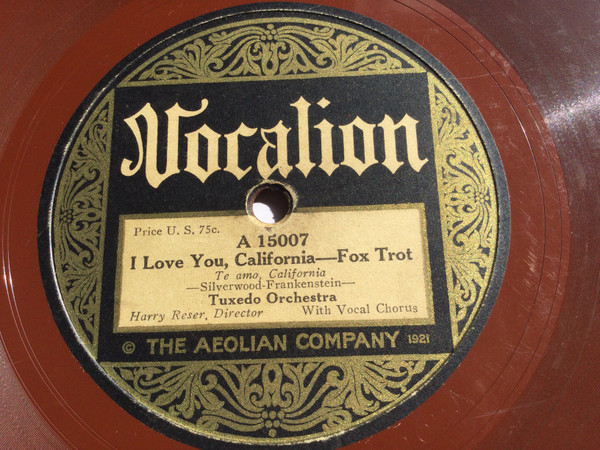 Vocalion
Price U. S. 75c.
A 15007
I Love You, California—Fox Trot
Te amo, California
—Silverwood-Frankenstein—
Tuxedo Orchestra
Harry Reser, Director With Vocal Chorus
© THE AEOLIAN COMPANY 1921